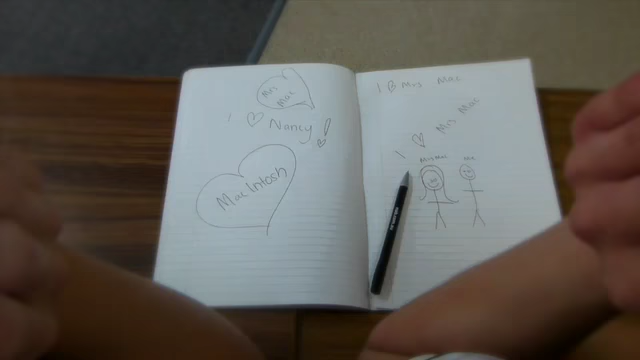 Mrs Mac
I ♡ Nancy!
MacIntosh
I ♡ Mrs Mac
I ♡ Mrs Mac
Mrs Mac
me